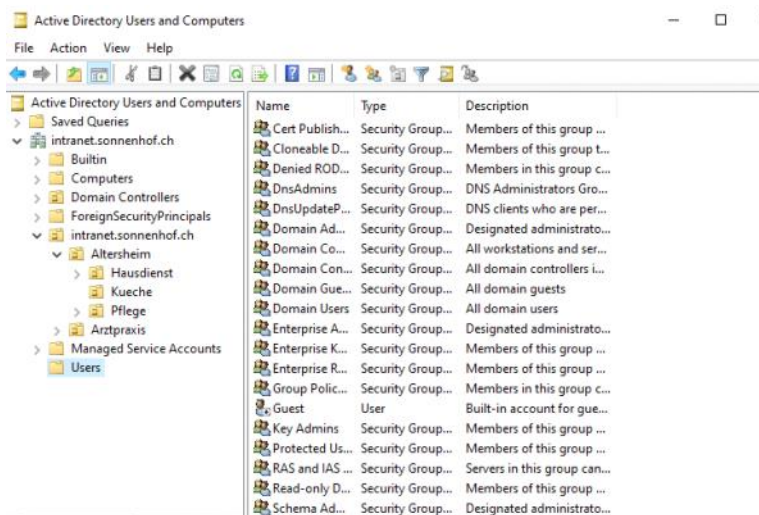 Active Directory Users and Computers
File Action View Help
Active Directory Users and Computers
Saved Queries
intranet.sonnenhof.ch
Builtin
Computers
Domain Controllers
ForeignSecurityPrincipals
intranet.sonnenhof.ch
Altersheim
Hausdienst
Kueche
Pflege
Arztpraxis
Managed Service Accounts
Users
Name Type Description
Cert Publish... Security Group... Members of this group ...
Cloneable D... Security Group... Members of this group t...
Denied ROD... Security Group... Members in this group c...
DnsAdmins Security Group... DNS Administrators Gro...
DnsUpdateP... Security Group... DNS clients who are per...
Domain Ad... Security Group... Designated administrato...
Domain Co... Security Group... All workstations and ser...
Domain Con... Security Group... All domain controllers i...
Domain Gue... Security Group... All domain guests
Domain Users Security Group... All domain users
Enterprise A... Security Group... Designated administrato...
Enterprise K... Security Group... Members of this group ...
Enterprise R... Security Group... Members of this group ...
Group Polic... Security Group... Members in this group c...
Guest User Built-in account for gue...
Key Admins Security Group... Members of this group ...
Protected Us... Security Group... Members of this group ...
RAS and IAS ... Security Group... Servers in this group can...
Read-only D... Security Group... Members of this group ...
Schema Ad... Security Group... Designated administrato...